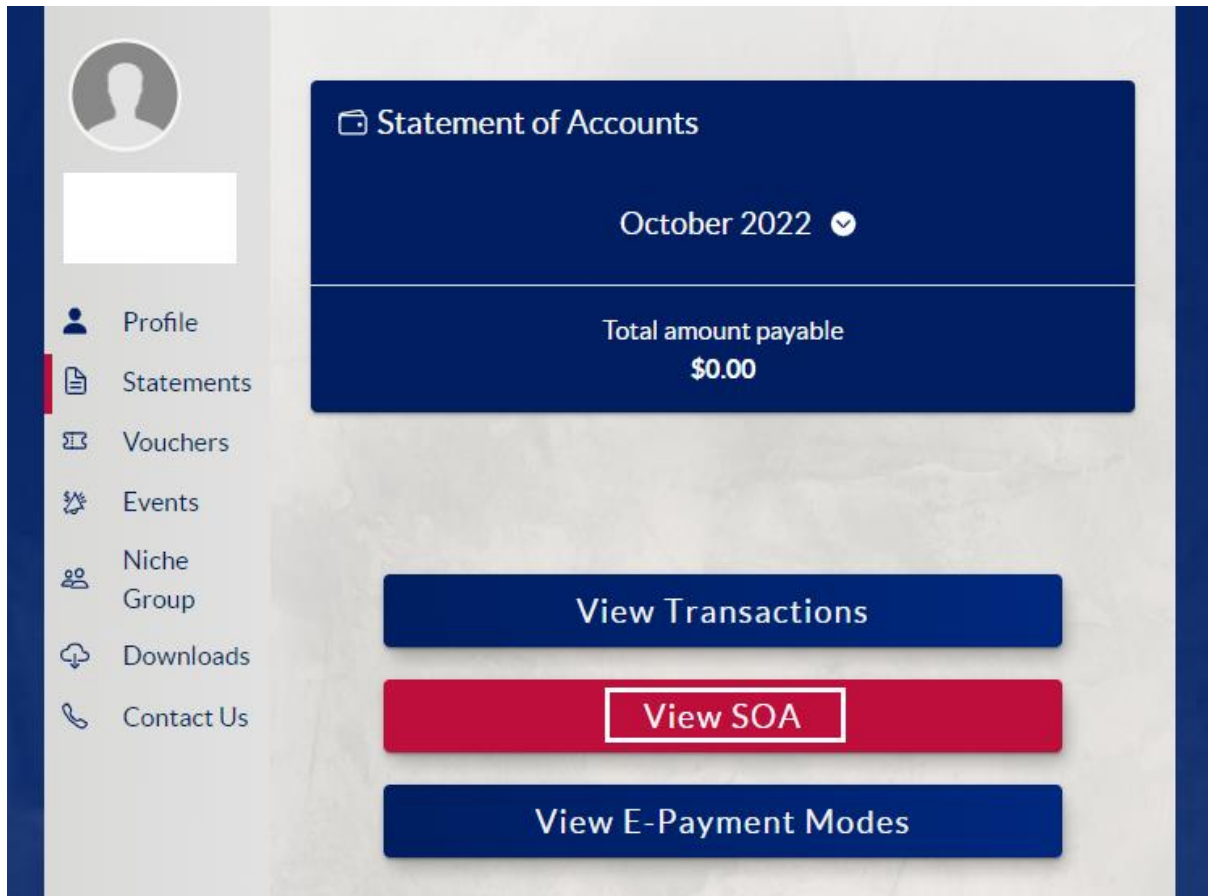 Statement of Accounts
October 2022
Total amount payable
$0.00
Profile
Statements
Vouchers
Events
Niche
Group
Downloads
Contact Us
View Transactions
View SOA
View E-Payment Modes